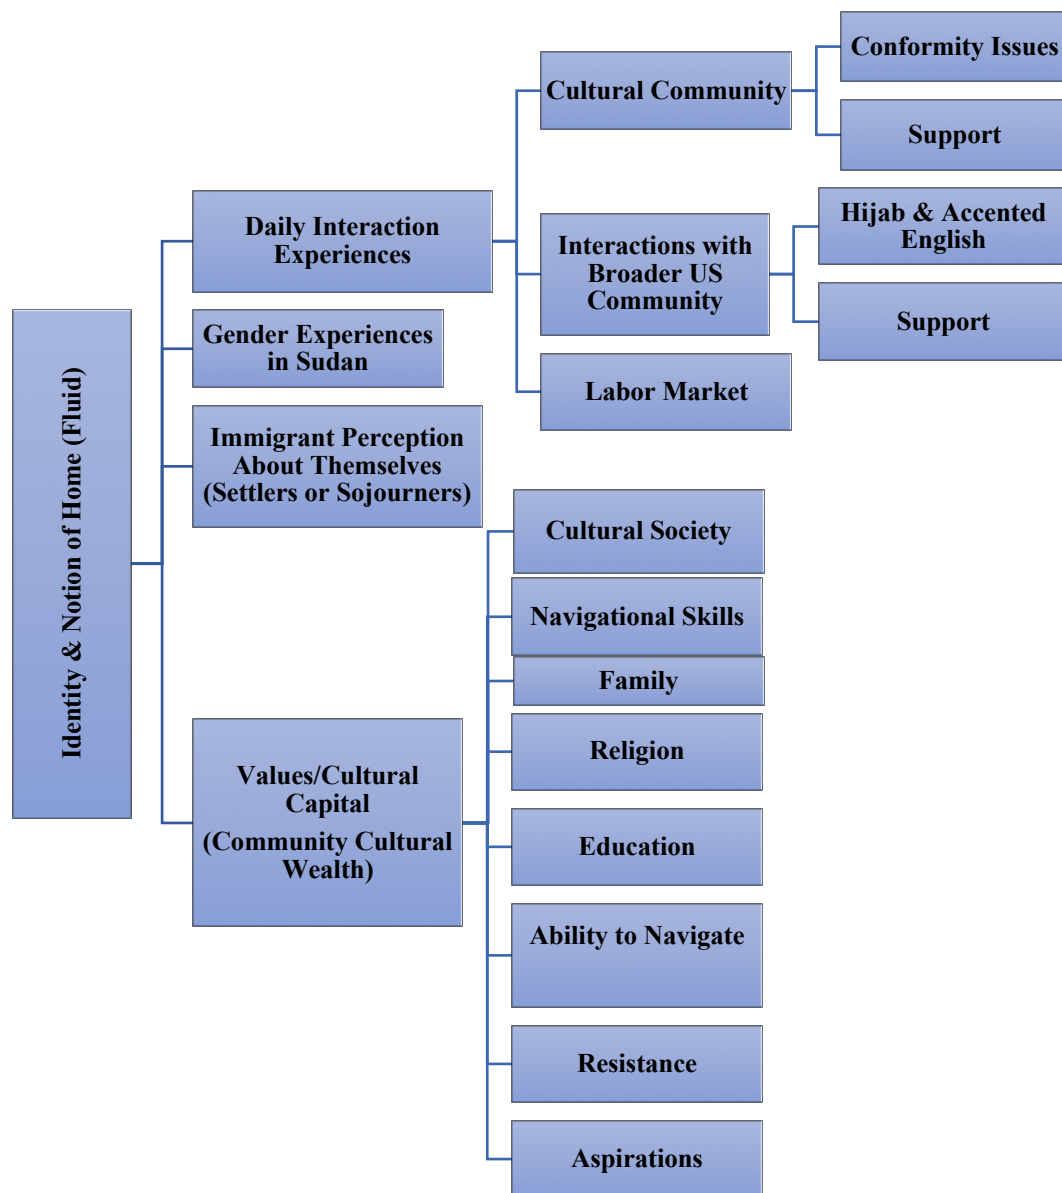 Identity & Notion of Home (Fluid)
Daily Interaction
Experiences
Cultural Community
Conformity Issues
Support
Interactions with
Broader US
Community
Hijab & Accented
English
Support
Labor Market
Gender Experiences
in Sudan
Immigrant Perception
About Themselves
(Settlers or Sojourners)
Values/Cultural
Capital
(Community Cultural
Wealth)
Cultural Society
Navigational Skills
Family
Religion
Education
Ability to Navigate
Resistance
Aspirations